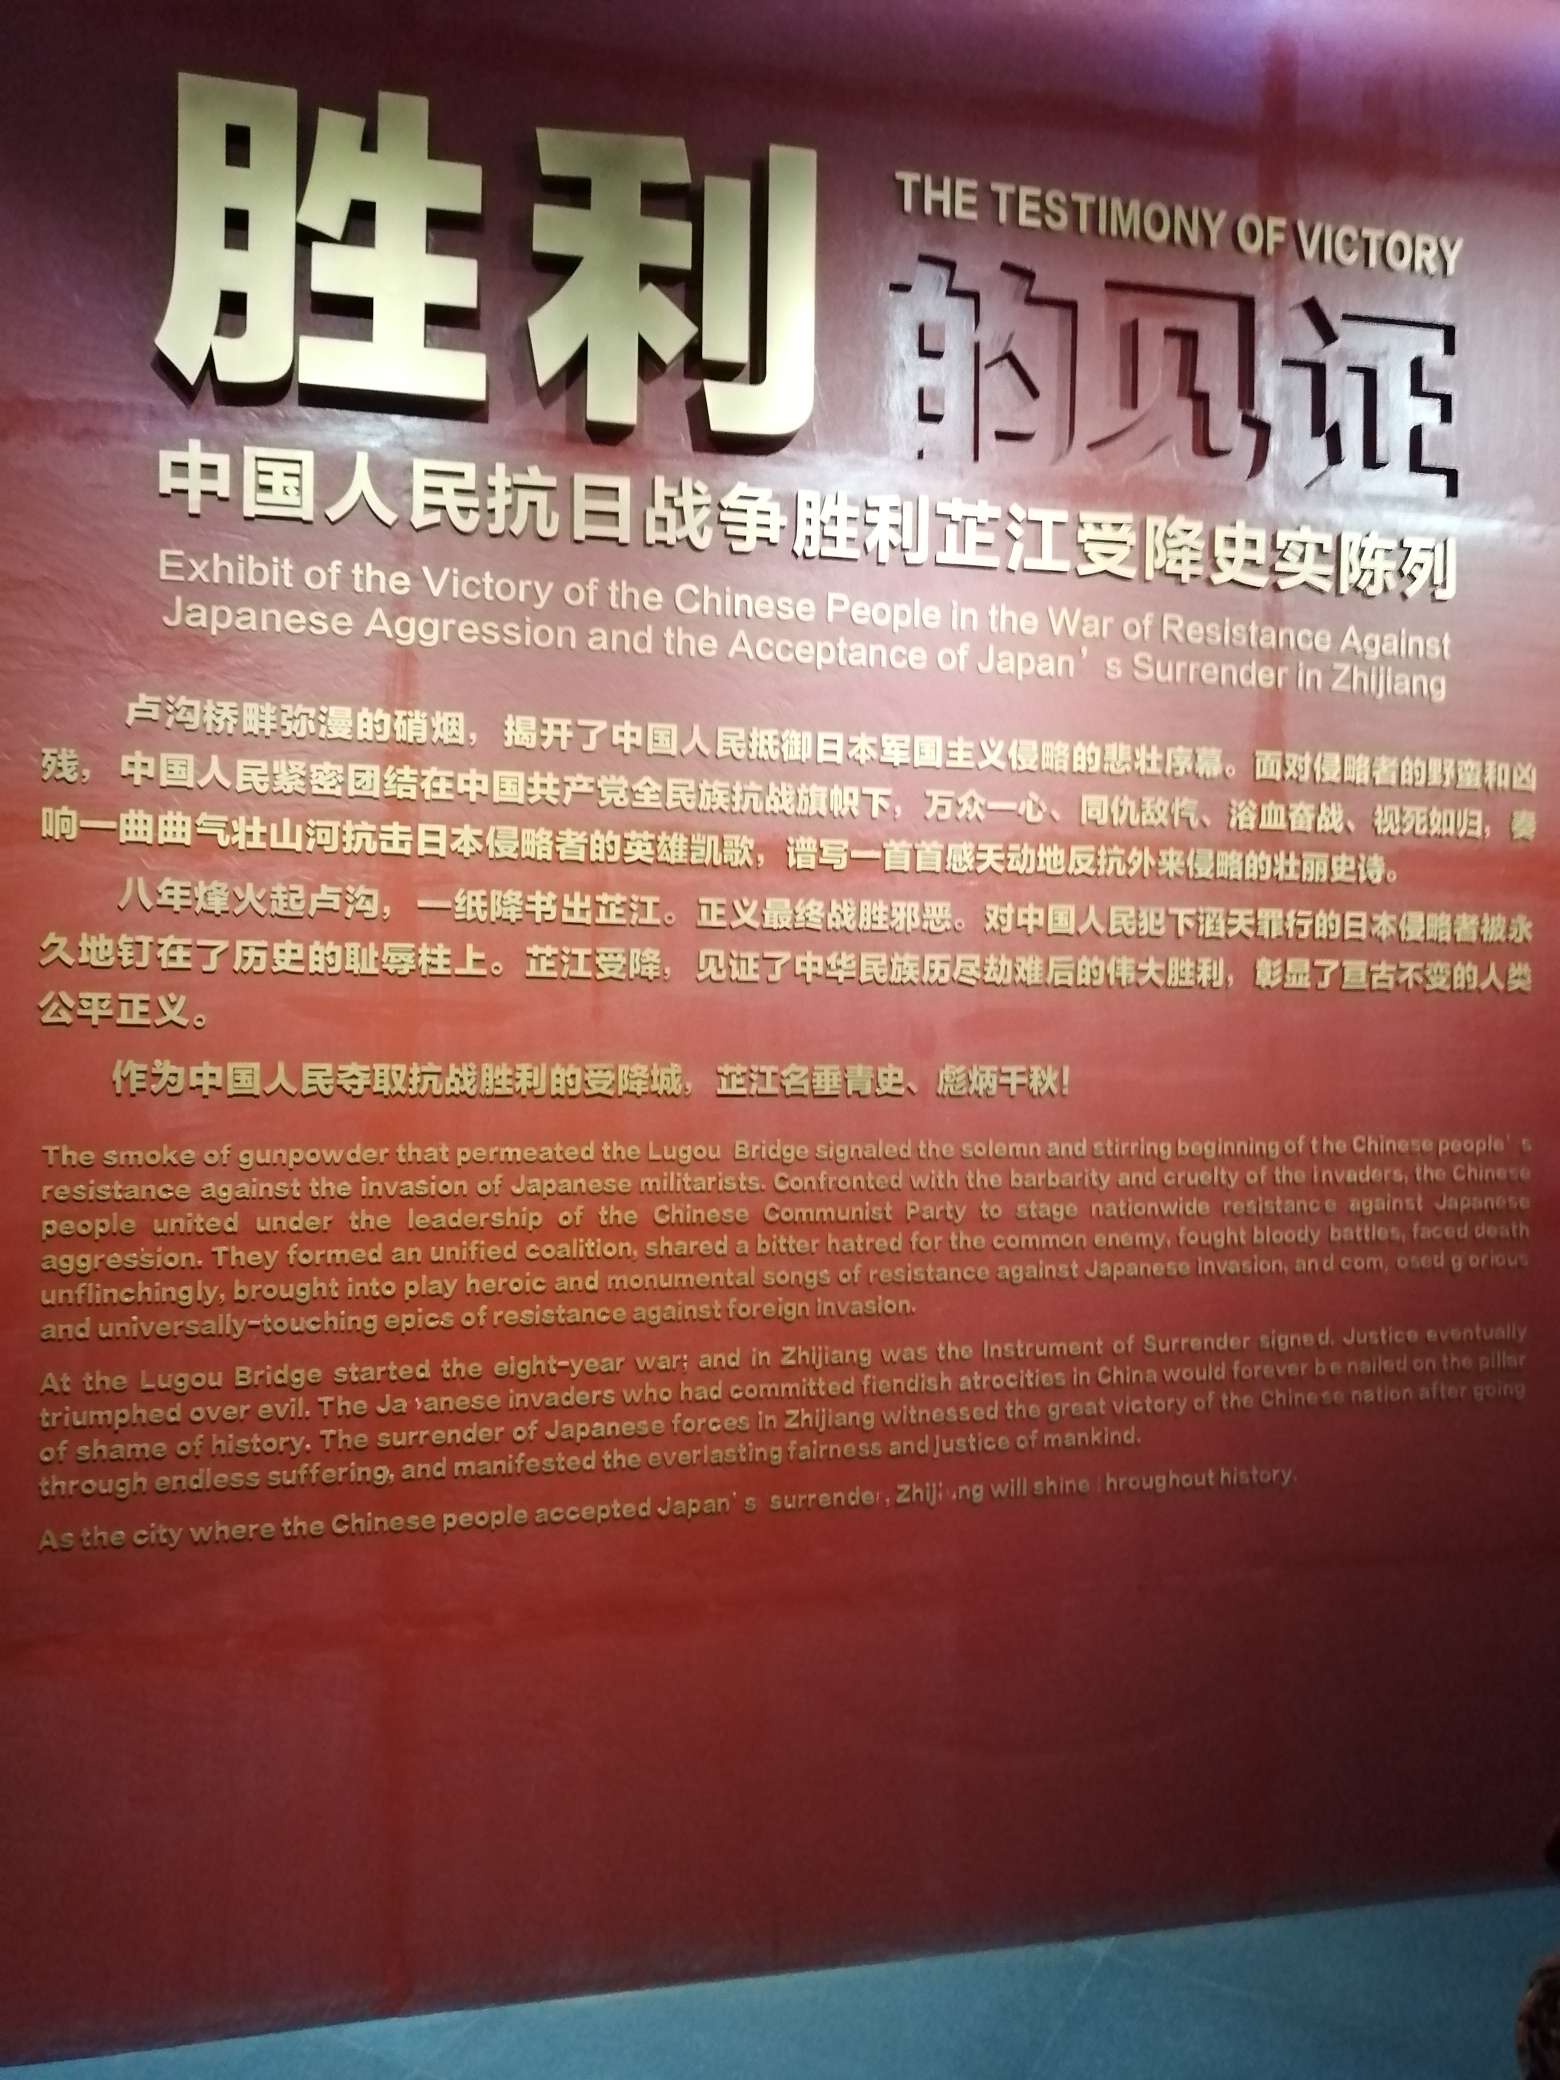 胜利
THE TESTIMONY OF VICTORY
的见证
中国人民抗日战争胜利芷江受降史实陈列
Exhibit of the Victory of the Chinese People in the War of Resistance Against
Japanese Aggression and the Acceptance of Japan's Surrender in Zhijiang
卢沟桥畔弥漫的硝烟，揭开了中国人民抵御日本军国主义侵略的悲壮序幕。面对侵略者的野蛮和凶
残，中国人民紧密团结在中国共产党全民族抗战旗帜下，万众一心、同仇敌忾、浴血奋战、视死如归，奏
响一曲曲气壮山河抗击日本侵略者的英雄凯歌，谱写一首首感天动地反抗外来侵略的壮丽史诗。
八年烽火起卢沟，一纸降书出芷江。正义最终战胜邪恶。对中国人民犯下滔天罪行的日本侵略者被永
久地钉在了历史的耻辱柱上。芷江受降，见证了中华民族历尽劫难后的伟大胜利，彰显了亘古不变的人类
公平正义。
作为中国人民夺取抗战胜利的受降城，芷江名垂青史、彪炳千秋！
The smoke of gunpowder that permeated the Lugou Bridge signaled the solemn and stirring beginning of the Chinese people's
resistance against the invasion of Japanese militarists. Confronted with the barbarity and cruelty of the invaders, the Chinese
people united under the leadership of the Chinese Communist Party to stage nationwide resistance against Japanese
aggression. They formed an unified coalition, shared a bitter hatred for the common enemy, fought bloody battles, faced death
unflinchingly, brought into play heroic and monumental songs of resistance against Japanese invasion, and com osed g orious
and universally-touching epics of resistance against foreign invasion.
At the Lugou Bridge started the eight-year war; and in Zhijiang was the Instrument of Surrender signed. Justice eventually
triumphed over evil. The Ja anese invaders who had committed fiendish atrocities in China would forever be nailed on the pillar
of shame of history. The surrender of Japanese forces in Zhijiang witnessed the great victory of the Chinese nation after going
through endless suffering, and manifested the everlasting fairness and justice of mankind.
As the city where the Chinese people accepted Japan's surrender, Zhiji ng will shine hroughout history.